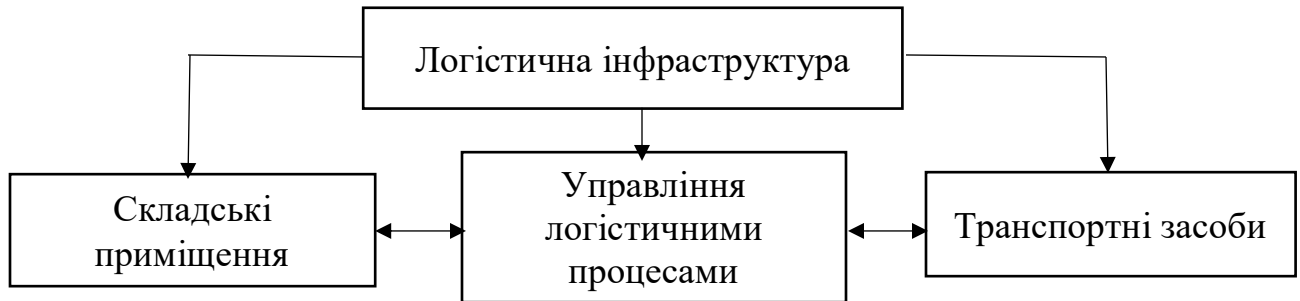 Логістична інфраструктура
Складські
приміщення
Управління
логістичними
процесами
Транспортні засоби